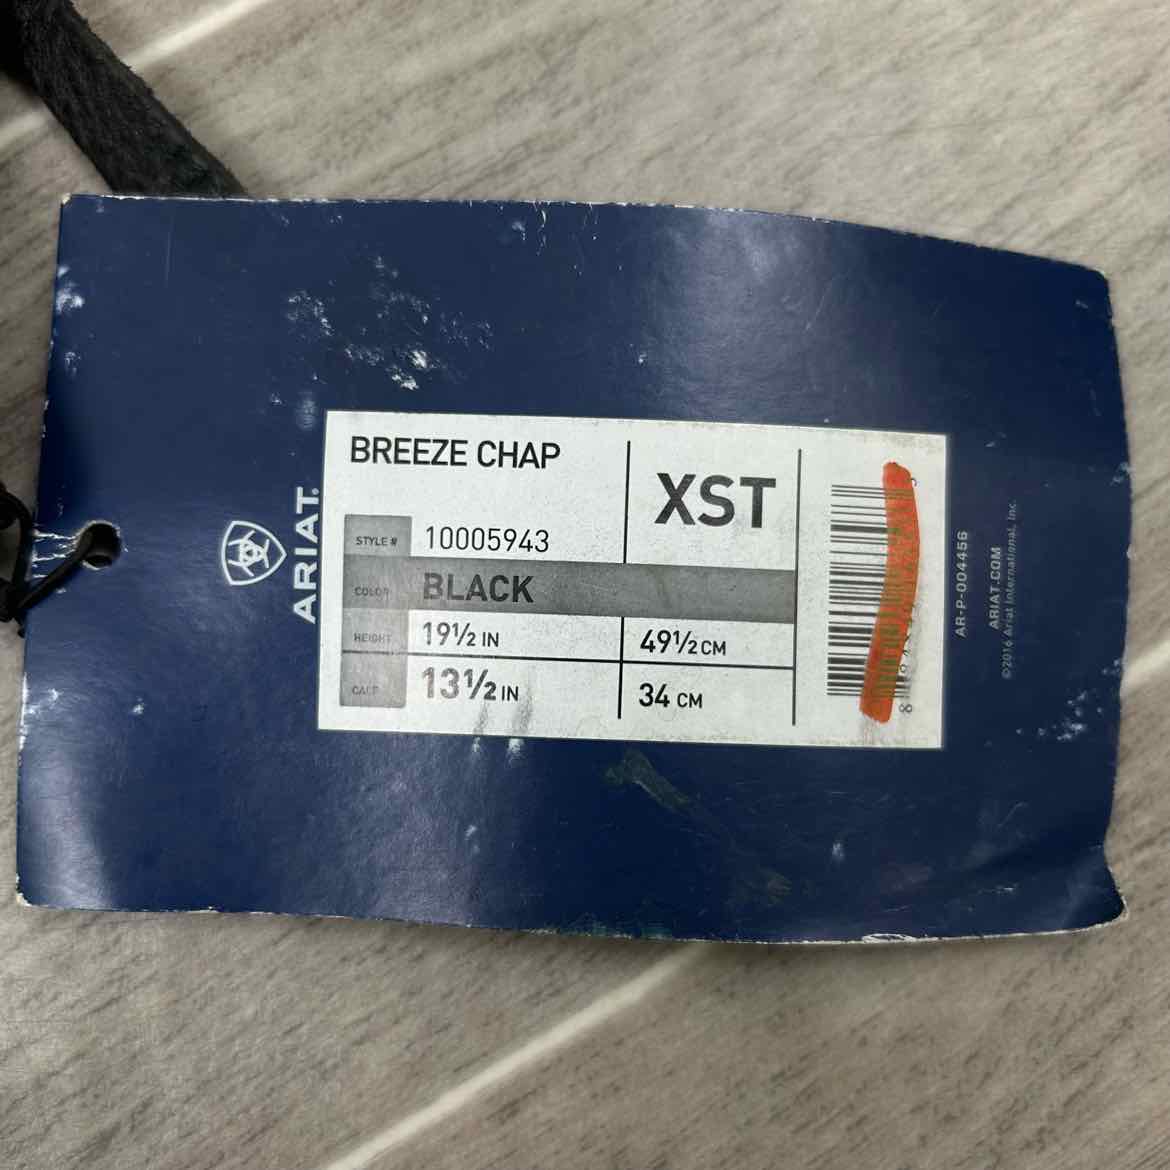 ARIAT.
BREEZE CHAP
XST
STYLE # 10005943
COLOR BLACK
HEIGHT 19½ IN 49½ CM
CALF 13½ IN 34 CM
AR-P-004456
ARIAT.COM
©2016 Ariat International, Inc.